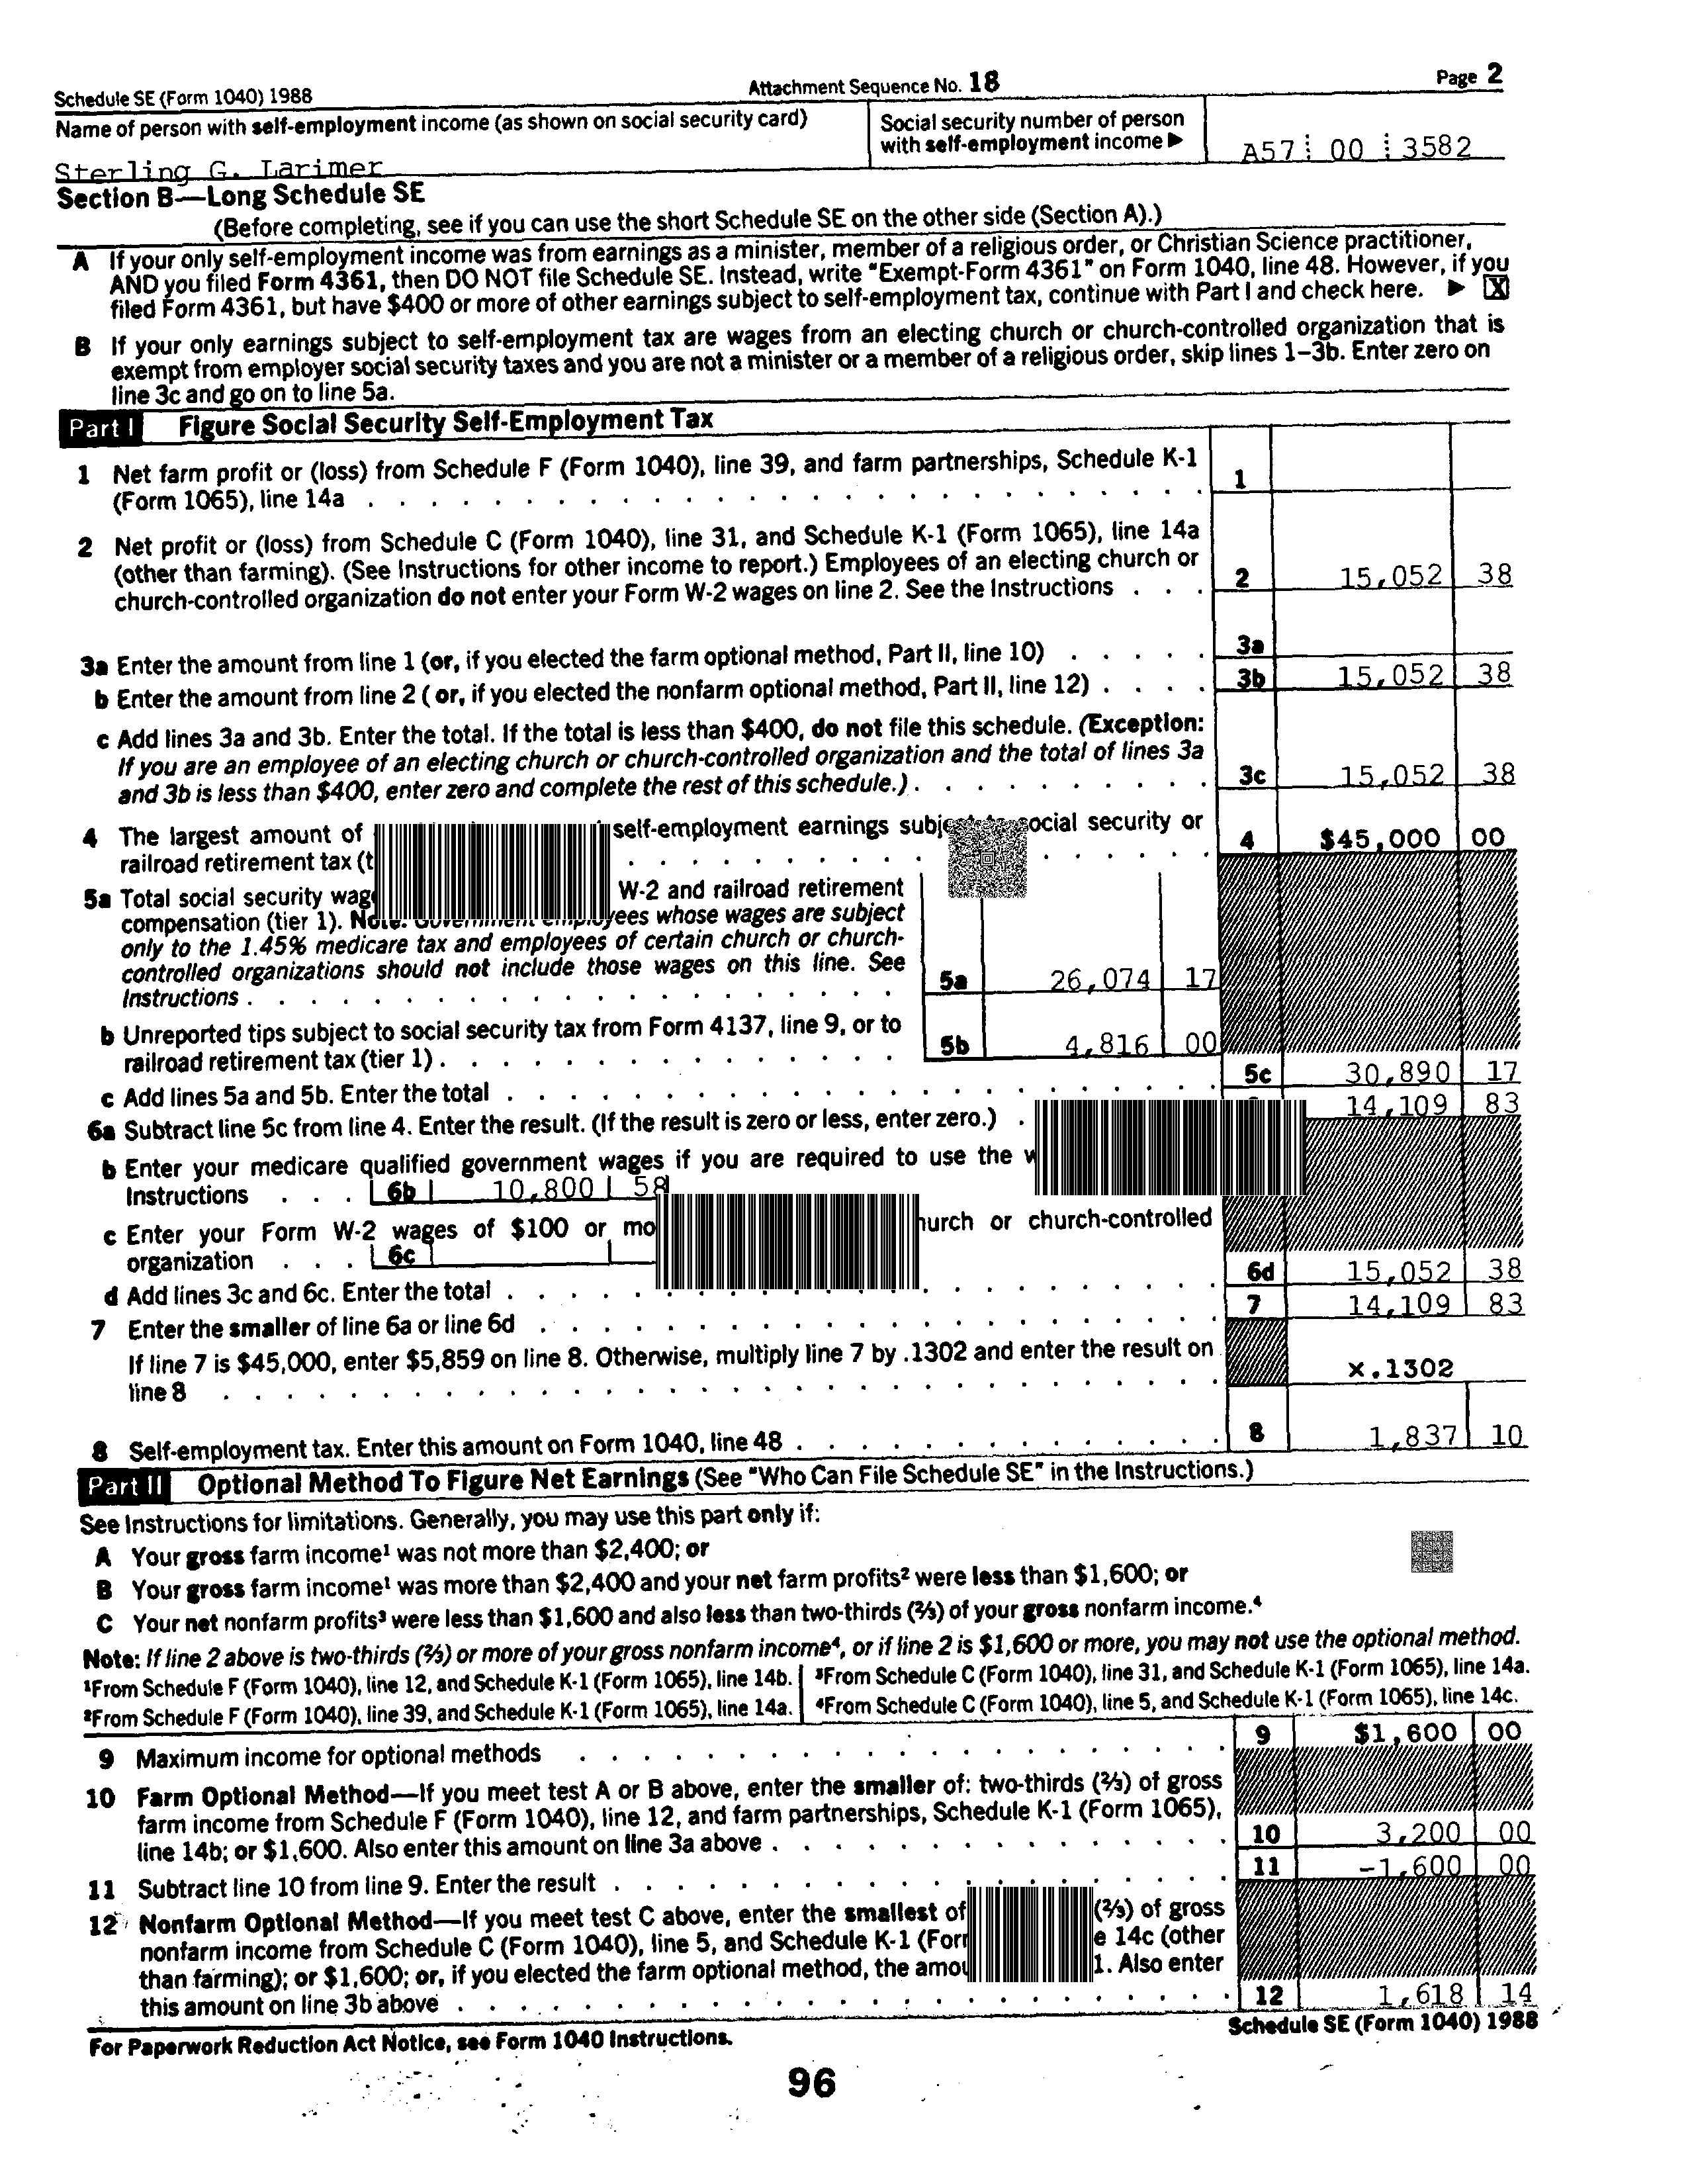 Schedule SE (Form 1040) 1988 Attachment Sequence No. 18 Page 2
Name of person with self-employment income (as shown on social security card)
Sterling G. Larimer
Social security number of person
with self-employment income ▶
A57 00 3582
Section B—Long Schedule SE
(Before completing, see if you can use the short Schedule SE on the other side (Section A).)
A If your only self-employment income was from earnings as a minister, member of a religious order, or Christian Science practitioner,
AND you filed Form 4361, then DO NOT file Schedule SE. Instead, write "Exempt-Form 4361" on Form 1040, line 48. However, if you
filed Form 4361, but have $400 or more of other earnings subject to self-employment tax, continue with Part I and check here. ▶ X
B If your only earnings subject to self-employment tax are wages from an electing church or church-controlled organization that is
exempt from employer social security taxes and you are not a minister or a member of a religious order, skip lines 1–3b. Enter zero on
line 3c and go on to line 5a.
Part I Figure Social Security Self-Employment Tax
1 Net farm profit or (loss) from Schedule F (Form 1040), line 39, and farm partnerships, Schedule K-1
(Form 1065), line 14a . . . 1
2 Net profit or (loss) from Schedule C (Form 1040), line 31, and Schedule K-1 (Form 1065), line 14a
(other than farming). (See Instructions for other income to report.) Employees of an electing church or
church-controlled organization do not enter your Form W-2 wages on line 2. See the Instructions . . . 2 15,052 38
3a Enter the amount from line 1 (or, if you elected the farm optional method, Part II, line 10) . . . . . 3a
b Enter the amount from line 2 ( or, if you elected the nonfarm optional method, Part II, line 12) . . . . 3b 15,052 38
c Add lines 3a and 3b. Enter the total. If the total is less than $400, do not file this schedule. (Exception:
If you are an employee of an electing church or church-controlled organization and the total of lines 3a
and 3b is less than $400, enter zero and complete the rest of this schedule.) . . . 3c 15,052 38
4 The largest amount of self-employment earnings social security or
railroad retirement tax 4 $45,000 00
5a Total social security W-2 and railroad retirement
compensation (tier 1). Note: Government employees whose wages are subject
only to the 1.45% medicare tax and employees of certain church or church-
controlled organizations should not include those wages on this line. See
Instructions . . . 5a 26,074 17
b Unreported tips subject to social security tax from Form 4137, line 9, or to
railroad retirement tax (tier 1) . . . 5b 4,816 00
c Add lines 5a and 5b. Enter the total . . . 5c 30,890 17
6a Subtract line 5c from line 4. Enter the result. (If the result is zero or less, enter zero.) . 14,109 83
b Enter your medicare qualified government wages if you are required to use the
Instructions . . . 6b 10,800 58
c Enter your Form W-2 wages of $100 or church or church-controlled
organization . . . 6c
d Add lines 3c and 6c. Enter the total . . . 6d 15,052 38
7 Enter the smaller of line 6a or line 6d . . . 7 14,109 83
If line 7 is $45,000, enter $5,859 on line 8. Otherwise, multiply line 7 by .1302 and enter the result on
line 8 . . . x.1302
8 Self-employment tax. Enter this amount on Form 1040, line 48 . . . 8 1,837 10
Part II Optional Method To Figure Net Earnings (See "Who Can File Schedule SE" in the Instructions.)
See Instructions for limitations. Generally, you may use this part only if:
A Your gross farm income¹ was not more than $2,400; or
B Your gross farm income¹ was more than $2,400 and your net farm profits² were less than $1,600; or
C Your net nonfarm profits³ were less than $1,600 and also less than two-thirds (⅔) of your gross nonfarm income.⁴
Note: If line 2 above is two-thirds (⅔) or more of your gross nonfarm income⁴, or if line 2 is $1,600 or more, you may not use the optional method.
¹From Schedule F (Form 1040), line 12, and Schedule K-1 (Form 1065), line 14b. ³From Schedule C (Form 1040), line 31, and Schedule K-1 (Form 1065), line 14a.
²From Schedule F (Form 1040), line 39, and Schedule K-1 (Form 1065), line 14a. ⁴From Schedule C (Form 1040), line 5, and Schedule K-1 (Form 1065), line 14c.
9 Maximum income for optional methods . . . 9 $1,600 00
10 Farm Optional Method—If you meet test A or B above, enter the smaller of: two-thirds (⅔) of gross
farm income from Schedule F (Form 1040), line 12, and farm partnerships, Schedule K-1 (Form 1065),
line 14b; or $1,600. Also enter this amount on line 3a above . . . 10 3,200 00
11 Subtract line 10 from line 9. Enter the result . . . 11 -1,600 00
12 Nonfarm Optional Method—If you meet test C above, enter the smallest of (⅔) of gross
nonfarm income from Schedule C (Form 1040), line 5, and Schedule K-1 14c (other
than farming); or $1,600; or, if you elected the farm optional method, the 1. Also enter
this amount on line 3b above . . . 12 1,618 14
For Paperwork Reduction Act Notice, see Form 1040 Instructions. Schedule SE (Form 1040) 1988
96